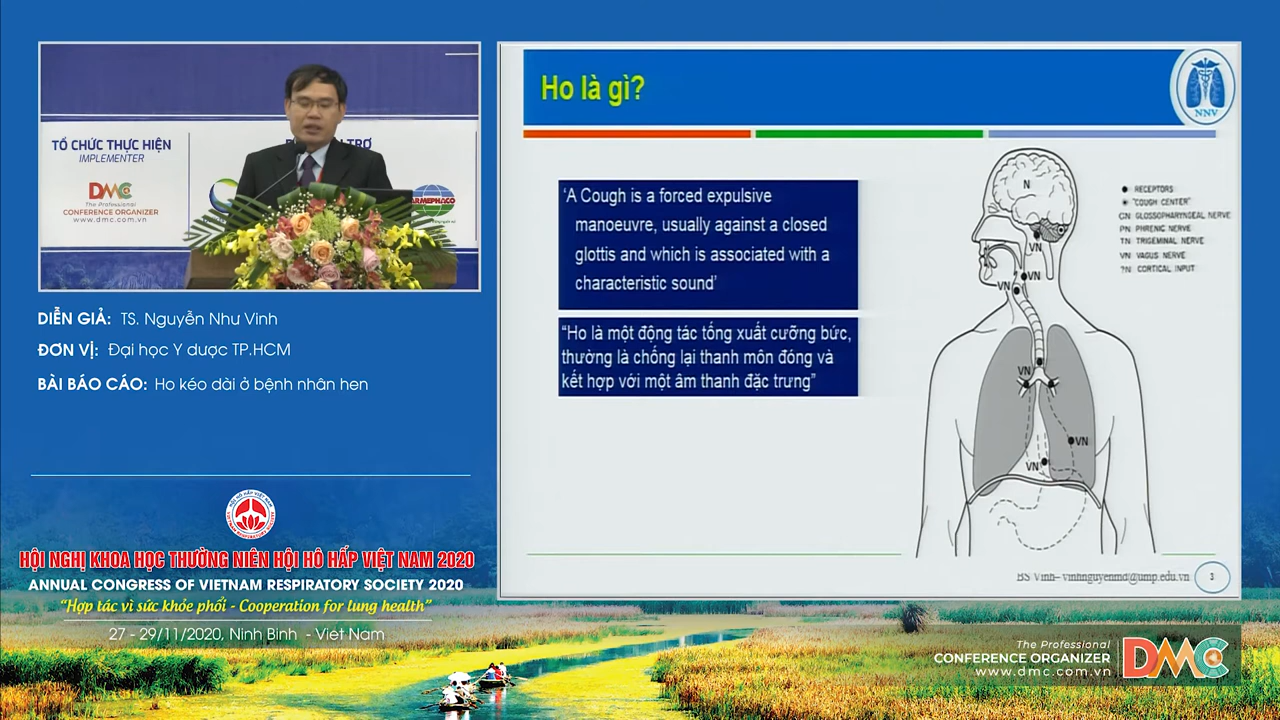 TỔ CHỨC THỰC HIỆN
IMPLEMENTER
DMC
The Professional
CONFERENCE ORGANIZER
www.dmc.com.vn
DIỄN GIẢ: TS. Nguyễn Như Vinh
ĐƠN VỊ: Đại học Y dược TP.HCM
BÀI BÁO CÁO: Ho kéo dài ở bệnh nhân hen
HỘI NGHỊ KHOA HỌC THƯỜNG NIÊN HỘI HÔ HẤP VIỆT NAM 2020
ANNUAL CONGRESS OF VIETNAM RESPIRATORY SOCIETY 2020
“Hợp tác vì sức khỏe phổi - Cooperation for lung health”
27 - 29/11/2020, Ninh Bình - Việt Nam
Ho là gì?
NNV
‘A Cough is a forced expulsive
manoeuvre, usually against a closed
glottis and which is associated with a
characteristic sound’
“Ho là một động tác tống xuất cưỡng bức,
thường là chống lại thanh môn đóng và
kết hợp với một âm thanh đặc trưng”
N
VN
VN
VN
VN
VN
VN
RECEPTORS
"COUGH CENTER"
GN GLOSSOPHARYNGEAL NERVE
PN PHRENIC NERVE
TN TRIGEMINAL NERVE
VN VAGUS NERVE
CORTICAL INPUT
BS Vinh– vinhnguyenmd@ump.edu.vn
3
The Professional
CONFERENCE ORGANIZER
www.dmc.com.vn
DMC